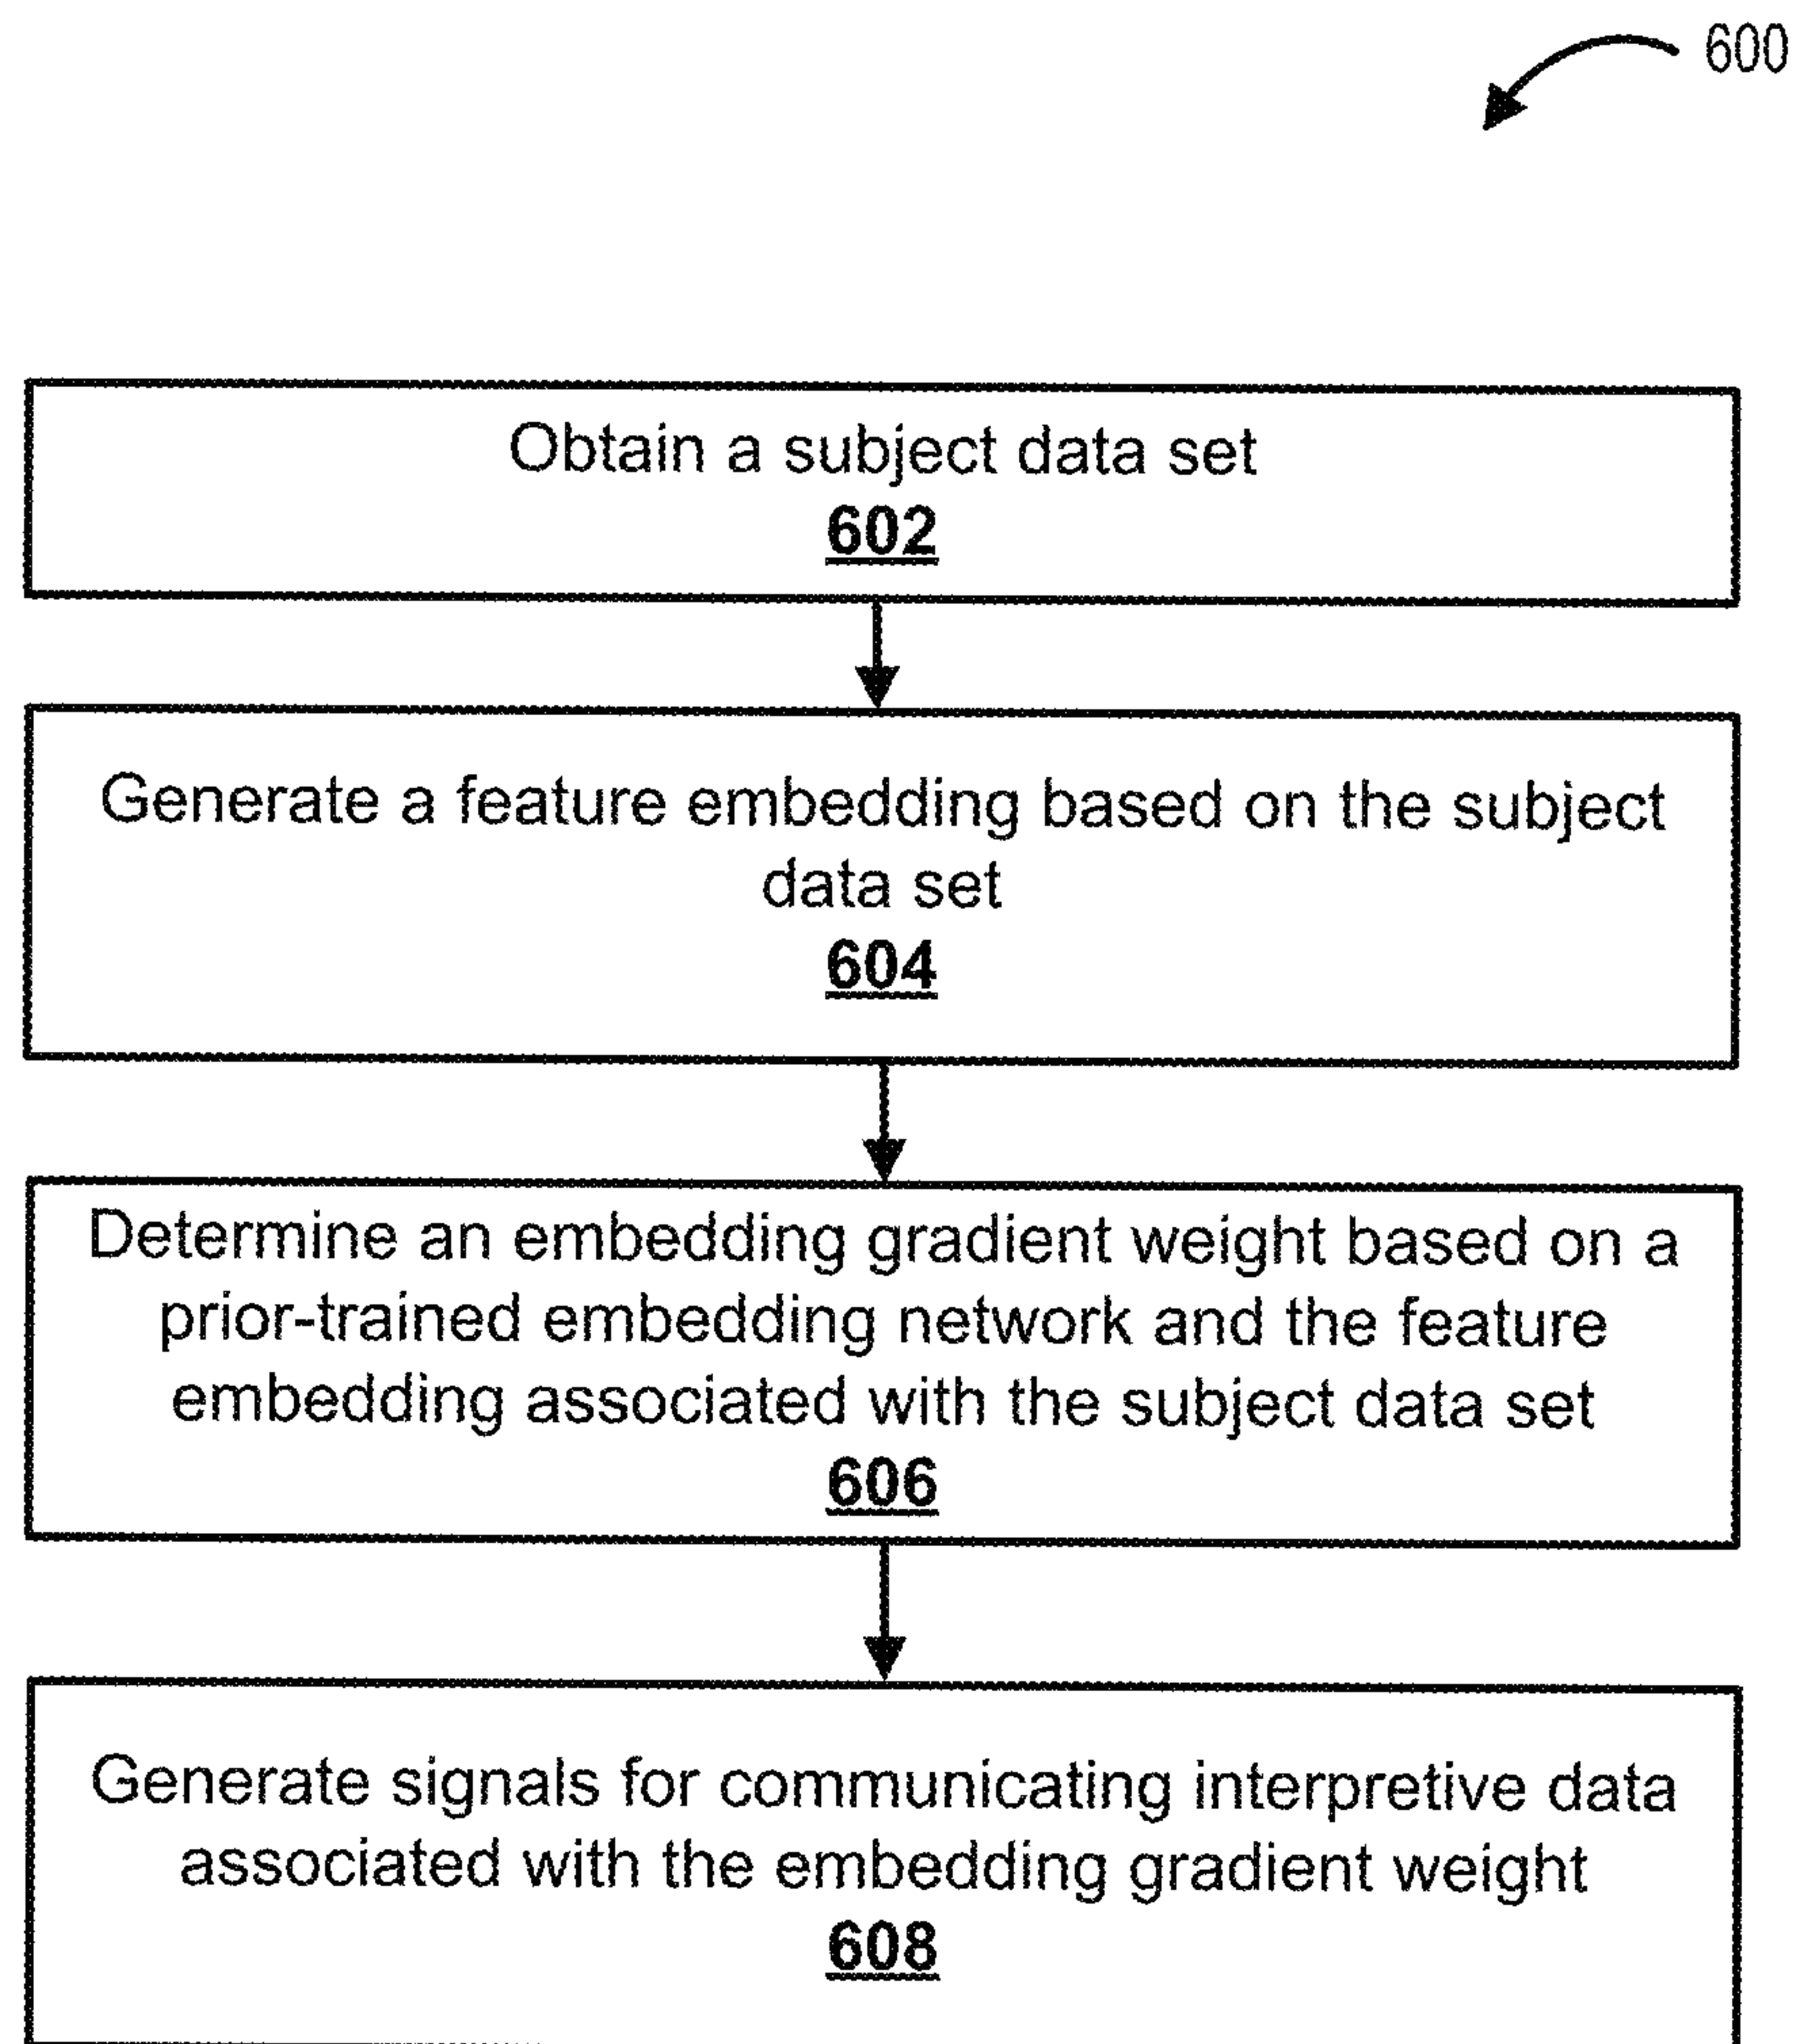 600
Obtain a subject data set
602
Generate a feature embedding based on the subject
data set
604
Determine an embedding gradient weight based on a
prior-trained embedding network and the feature
embedding associated with the subject data set
606
Generate signals for communicating interpretive data
associated with the embedding gradient weight
608